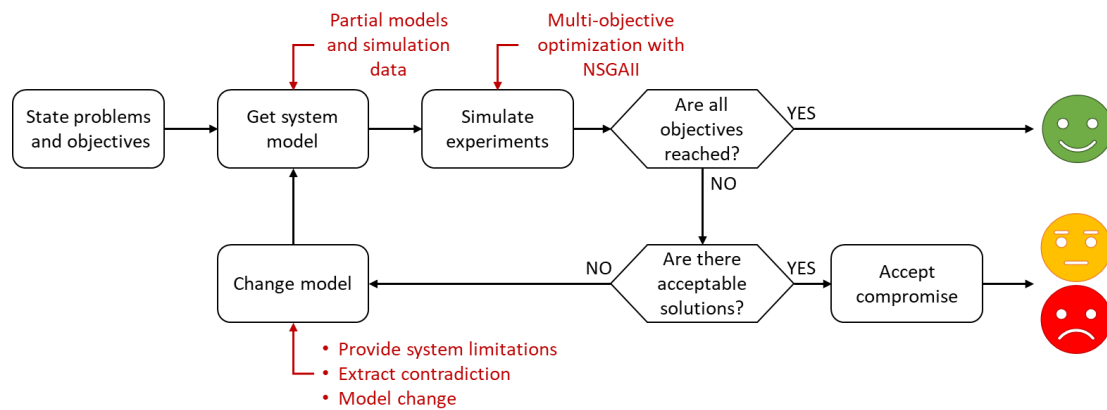 Partial models
and simulation
data
Multi-objective
optimization with
NSGAII
State problems
and objectives
Get system
model
Simulate
experiments
Are all
objectives
reached?
YES
NO
Change model
NO
Are there
acceptable
solutions?
YES
Accept
compromise
• Provide system limitations
• Extract contradiction
• Model change